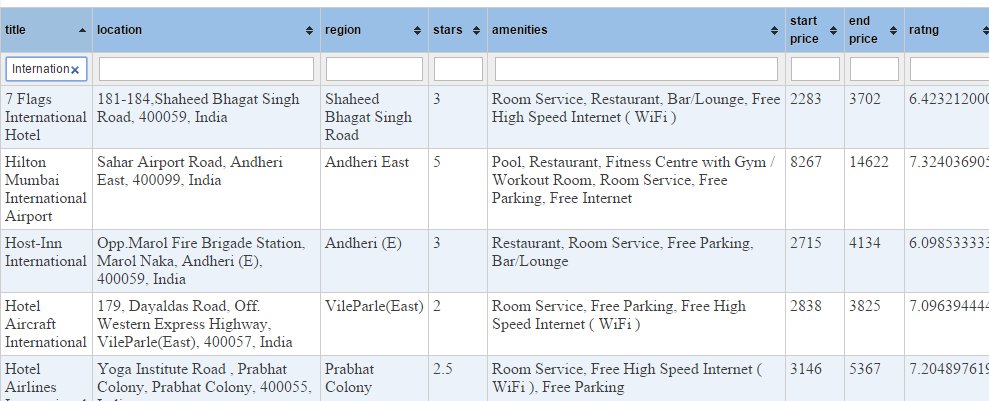 title location region stars amenities start price end price ratng
Internation×
7 Flags International Hotel 181-184,Shaheed Bhagat Singh Road, 400059, India Shaheed Bhagat Singh Road 3 Room Service, Restaurant, Bar/Lounge, Free High Speed Internet ( WiFi ) 2283 3702 6.423212000
Hilton Mumbai International Airport Sahar Airport Road, Andheri East, 400099, India Andheri East 5 Pool, Restaurant, Fitness Centre with Gym / Workout Room, Room Service, Free Parking, Free Internet 8267 14622 7.324036905
Host-Inn International Opp.Marol Fire Brigade Station, Marol Naka, Andheri (E), 400059, India Andheri (E) 3 Restaurant, Room Service, Free Parking, Bar/Lounge 2715 4134 6.098533333
Hotel Aircraft International 179, Dayaldas Road, Off. Western Express Highway, VileParle(East), 400057, India VileParle(East) 2 Room Service, Free Parking, Free High Speed Internet ( WiFi ) 2838 3825 7.096394444
Hotel Airlines Yoga Institute Road , Prabhat Colony, Prabhat Colony, 400055, Prabhat Colony 2.5 Room Service, Free High Speed Internet ( WiFi ), Free Parking 3146 5367 7.204897619